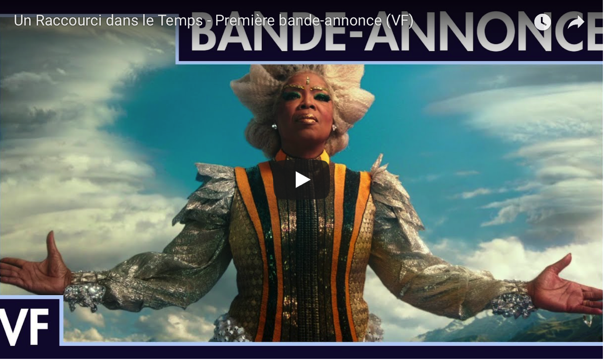 Un Raccourci dans le Temps - Première bande-annonce (VF)
BANDE-ANNONCE
VF